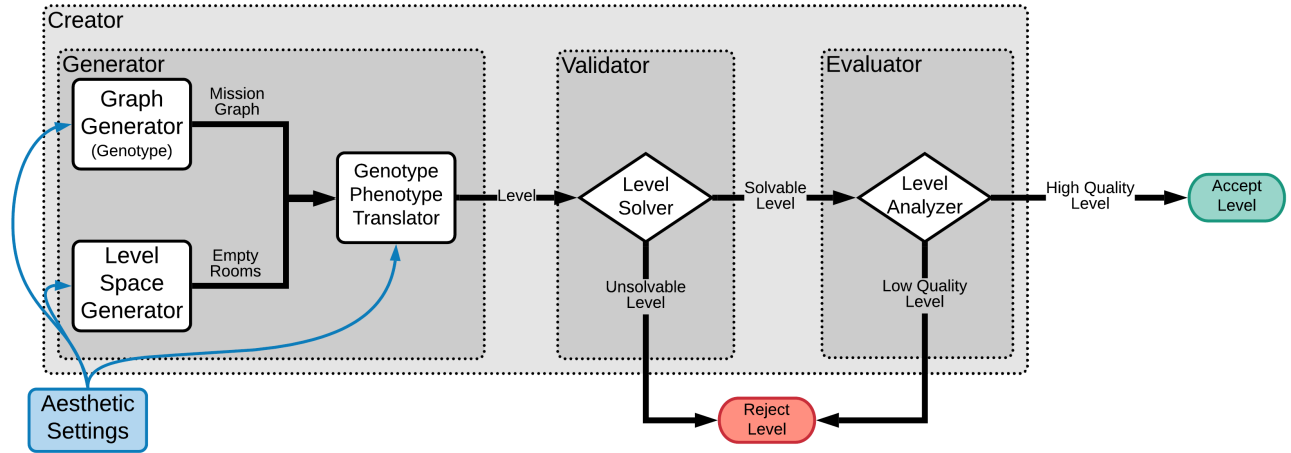 Creator
Generator
Graph
Generator
(Genotype)
Mission
Graph
Level
Space
Generator
Empty
Rooms
Genotype
Phenotype
Translator
Level
Validator
Level
Solver
Solvable
Level
Unsolvable
Level
Evaluator
Level
Analyzer
High Quality
Level
Low Quality
Level
Accept
Level
Reject
Level
Aesthetic
Settings